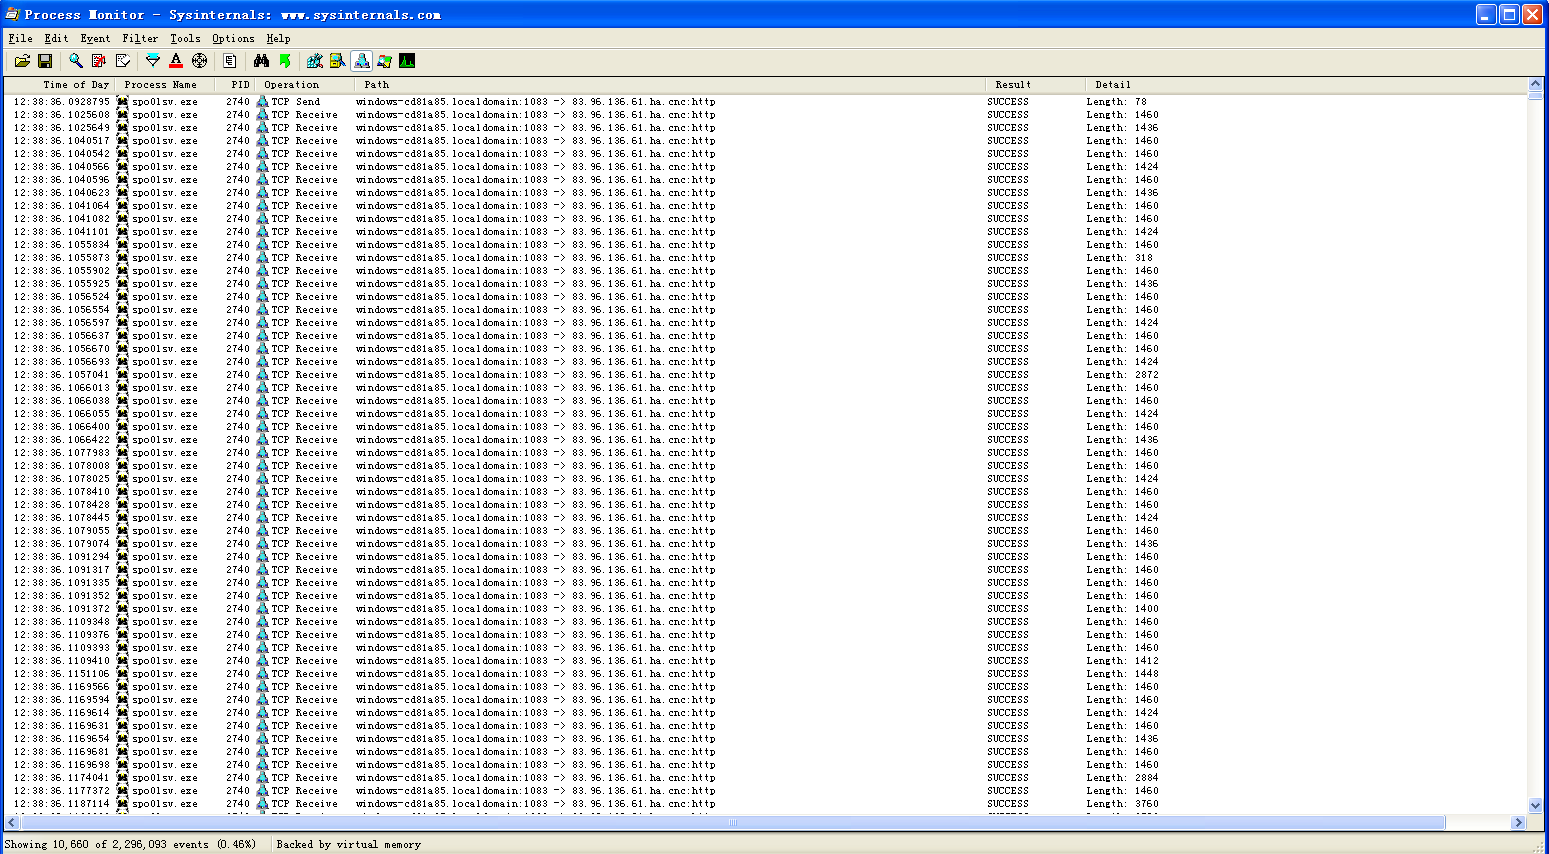 Process Monitor - Sysinternals: www.sysinternals.com
File Edit Event Filter Tools Options Help
Time of Day Process Name PID Operation Path Result Detail
12:38:36.0928795 spo0lsv.exe 2740 TCP Send windows-cd81a85.localdomain:1083 -> 83.96.136.61.ha.cnc:http SUCCESS Length: 78
12:38:36.1025608 spo0lsv.exe 2740 TCP Receive windows-cd81a85.localdomain:1083 -> 83.96.136.61.ha.cnc:http SUCCESS Length: 1460
12:38:36.1025649 spo0lsv.exe 2740 TCP Receive windows-cd81a85.localdomain:1083 -> 83.96.136.61.ha.cnc:http SUCCESS Length: 1436
12:38:36.1040517 spo0lsv.exe 2740 TCP Receive windows-cd81a85.localdomain:1083 -> 83.96.136.61.ha.cnc:http SUCCESS Length: 1460
12:38:36.1040542 spo0lsv.exe 2740 TCP Receive windows-cd81a85.localdomain:1083 -> 83.96.136.61.ha.cnc:http SUCCESS Length: 1460
12:38:36.1040566 spo0lsv.exe 2740 TCP Receive windows-cd81a85.localdomain:1083 -> 83.96.136.61.ha.cnc:http SUCCESS Length: 1424
12:38:36.1040596 spo0lsv.exe 2740 TCP Receive windows-cd81a85.localdomain:1083 -> 83.96.136.61.ha.cnc:http SUCCESS Length: 1460
12:38:36.1040623 spo0lsv.exe 2740 TCP Receive windows-cd81a85.localdomain:1083 -> 83.96.136.61.ha.cnc:http SUCCESS Length: 1436
12:38:36.1041064 spo0lsv.exe 2740 TCP Receive windows-cd81a85.localdomain:1083 -> 83.96.136.61.ha.cnc:http SUCCESS Length: 1460
12:38:36.1041082 spo0lsv.exe 2740 TCP Receive windows-cd81a85.localdomain:1083 -> 83.96.136.61.ha.cnc:http SUCCESS Length: 1460
12:38:36.1041101 spo0lsv.exe 2740 TCP Receive windows-cd81a85.localdomain:1083 -> 83.96.136.61.ha.cnc:http SUCCESS Length: 1424
12:38:36.1055834 spo0lsv.exe 2740 TCP Receive windows-cd81a85.localdomain:1083 -> 83.96.136.61.ha.cnc:http SUCCESS Length: 1460
12:38:36.1055873 spo0lsv.exe 2740 TCP Receive windows-cd81a85.localdomain:1083 -> 83.96.136.61.ha.cnc:http SUCCESS Length: 318
12:38:36.1055902 spo0lsv.exe 2740 TCP Receive windows-cd81a85.localdomain:1083 -> 83.96.136.61.ha.cnc:http SUCCESS Length: 1460
12:38:36.1055925 spo0lsv.exe 2740 TCP Receive windows-cd81a85.localdomain:1083 -> 83.96.136.61.ha.cnc:http SUCCESS Length: 1436
12:38:36.1056524 spo0lsv.exe 2740 TCP Receive windows-cd81a85.localdomain:1083 -> 83.96.136.61.ha.cnc:http SUCCESS Length: 1460
12:38:36.1056554 spo0lsv.exe 2740 TCP Receive windows-cd81a85.localdomain:1083 -> 83.96.136.61.ha.cnc:http SUCCESS Length: 1460
12:38:36.1056597 spo0lsv.exe 2740 TCP Receive windows-cd81a85.localdomain:1083 -> 83.96.136.61.ha.cnc:http SUCCESS Length: 1424
12:38:36.1056637 spo0lsv.exe 2740 TCP Receive windows-cd81a85.localdomain:1083 -> 83.96.136.61.ha.cnc:http SUCCESS Length: 1460
12:38:36.1056670 spo0lsv.exe 2740 TCP Receive windows-cd81a85.localdomain:1083 -> 83.96.136.61.ha.cnc:http SUCCESS Length: 1460
12:38:36.1056693 spo0lsv.exe 2740 TCP Receive windows-cd81a85.localdomain:1083 -> 83.96.136.61.ha.cnc:http SUCCESS Length: 1424
12:38:36.1057041 spo0lsv.exe 2740 TCP Receive windows-cd81a85.localdomain:1083 -> 83.96.136.61.ha.cnc:http SUCCESS Length: 2872
12:38:36.1066013 spo0lsv.exe 2740 TCP Receive windows-cd81a85.localdomain:1083 -> 83.96.136.61.ha.cnc:http SUCCESS Length: 1460
12:38:36.1066038 spo0lsv.exe 2740 TCP Receive windows-cd81a85.localdomain:1083 -> 83.96.136.61.ha.cnc:http SUCCESS Length: 1460
12:38:36.1066055 spo0lsv.exe 2740 TCP Receive windows-cd81a85.localdomain:1083 -> 83.96.136.61.ha.cnc:http SUCCESS Length: 1424
12:38:36.1066400 spo0lsv.exe 2740 TCP Receive windows-cd81a85.localdomain:1083 -> 83.96.136.61.ha.cnc:http SUCCESS Length: 1460
12:38:36.1066422 spo0lsv.exe 2740 TCP Receive windows-cd81a85.localdomain:1083 -> 83.96.136.61.ha.cnc:http SUCCESS Length: 1436
12:38:36.1077983 spo0lsv.exe 2740 TCP Receive windows-cd81a85.localdomain:1083 -> 83.96.136.61.ha.cnc:http SUCCESS Length: 1460
12:38:36.1078008 spo0lsv.exe 2740 TCP Receive windows-cd81a85.localdomain:1083 -> 83.96.136.61.ha.cnc:http SUCCESS Length: 1460
12:38:36.1078025 spo0lsv.exe 2740 TCP Receive windows-cd81a85.localdomain:1083 -> 83.96.136.61.ha.cnc:http SUCCESS Length: 1424
12:38:36.1078410 spo0lsv.exe 2740 TCP Receive windows-cd81a85.localdomain:1083 -> 83.96.136.61.ha.cnc:http SUCCESS Length: 1460
12:38:36.1078428 spo0lsv.exe 2740 TCP Receive windows-cd81a85.localdomain:1083 -> 83.96.136.61.ha.cnc:http SUCCESS Length: 1460
12:38:36.1078445 spo0lsv.exe 2740 TCP Receive windows-cd81a85.localdomain:1083 -> 83.96.136.61.ha.cnc:http SUCCESS Length: 1424
12:38:36.1079055 spo0lsv.exe 2740 TCP Receive windows-cd81a85.localdomain:1083 -> 83.96.136.61.ha.cnc:http SUCCESS Length: 1460
12:38:36.1079074 spo0lsv.exe 2740 TCP Receive windows-cd81a85.localdomain:1083 -> 83.96.136.61.ha.cnc:http SUCCESS Length: 1436
12:38:36.1091294 spo0lsv.exe 2740 TCP Receive windows-cd81a85.localdomain:1083 -> 83.96.136.61.ha.cnc:http SUCCESS Length: 1460
12:38:36.1091317 spo0lsv.exe 2740 TCP Receive windows-cd81a85.localdomain:1083 -> 83.96.136.61.ha.cnc:http SUCCESS Length: 1460
12:38:36.1091335 spo0lsv.exe 2740 TCP Receive windows-cd81a85.localdomain:1083 -> 83.96.136.61.ha.cnc:http SUCCESS Length: 1460
12:38:36.1091352 spo0lsv.exe 2740 TCP Receive windows-cd81a85.localdomain:1083 -> 83.96.136.61.ha.cnc:http SUCCESS Length: 1460
12:38:36.1091372 spo0lsv.exe 2740 TCP Receive windows-cd81a85.localdomain:1083 -> 83.96.136.61.ha.cnc:http SUCCESS Length: 1400
12:38:36.1109348 spo0lsv.exe 2740 TCP Receive windows-cd81a85.localdomain:1083 -> 83.96.136.61.ha.cnc:http SUCCESS Length: 1460
12:38:36.1109376 spo0lsv.exe 2740 TCP Receive windows-cd81a85.localdomain:1083 -> 83.96.136.61.ha.cnc:http SUCCESS Length: 1460
12:38:36.1109393 spo0lsv.exe 2740 TCP Receive windows-cd81a85.localdomain:1083 -> 83.96.136.61.ha.cnc:http SUCCESS Length: 1460
12:38:36.1109410 spo0lsv.exe 2740 TCP Receive windows-cd81a85.localdomain:1083 -> 83.96.136.61.ha.cnc:http SUCCESS Length: 1412
12:38:36.1151106 spo0lsv.exe 2740 TCP Receive windows-cd81a85.localdomain:1083 -> 83.96.136.61.ha.cnc:http SUCCESS Length: 1448
12:38:36.1169566 spo0lsv.exe 2740 TCP Receive windows-cd81a85.localdomain:1083 -> 83.96.136.61.ha.cnc:http SUCCESS Length: 1460
12:38:36.1169594 spo0lsv.exe 2740 TCP Receive windows-cd81a85.localdomain:1083 -> 83.96.136.61.ha.cnc:http SUCCESS Length: 1460
12:38:36.1169614 spo0lsv.exe 2740 TCP Receive windows-cd81a85.localdomain:1083 -> 83.96.136.61.ha.cnc:http SUCCESS Length: 1424
12:38:36.1169631 spo0lsv.exe 2740 TCP Receive windows-cd81a85.localdomain:1083 -> 83.96.136.61.ha.cnc:http SUCCESS Length: 1460
12:38:36.1169654 spo0lsv.exe 2740 TCP Receive windows-cd81a85.localdomain:1083 -> 83.96.136.61.ha.cnc:http SUCCESS Length: 1436
12:38:36.1169681 spo0lsv.exe 2740 TCP Receive windows-cd81a85.localdomain:1083 -> 83.96.136.61.ha.cnc:http SUCCESS Length: 1460
12:38:36.1169698 spo0lsv.exe 2740 TCP Receive windows-cd81a85.localdomain:1083 -> 83.96.136.61.ha.cnc:http SUCCESS Length: 1460
12:38:36.1174041 spo0lsv.exe 2740 TCP Receive windows-cd81a85.localdomain:1083 -> 83.96.136.61.ha.cnc:http SUCCESS Length: 2884
12:38:36.1177372 spo0lsv.exe 2740 TCP Receive windows-cd81a85.localdomain:1083 -> 83.96.136.61.ha.cnc:http SUCCESS Length: 1460
12:38:36.1187114 spo0lsv.exe 2740 TCP Receive windows-cd81a85.localdomain:1083 -> 83.96.136.61.ha.cnc:http SUCCESS Length: 3760
Showing 10,660 of 2,296,093 events (0.46%) Backed by virtual memory